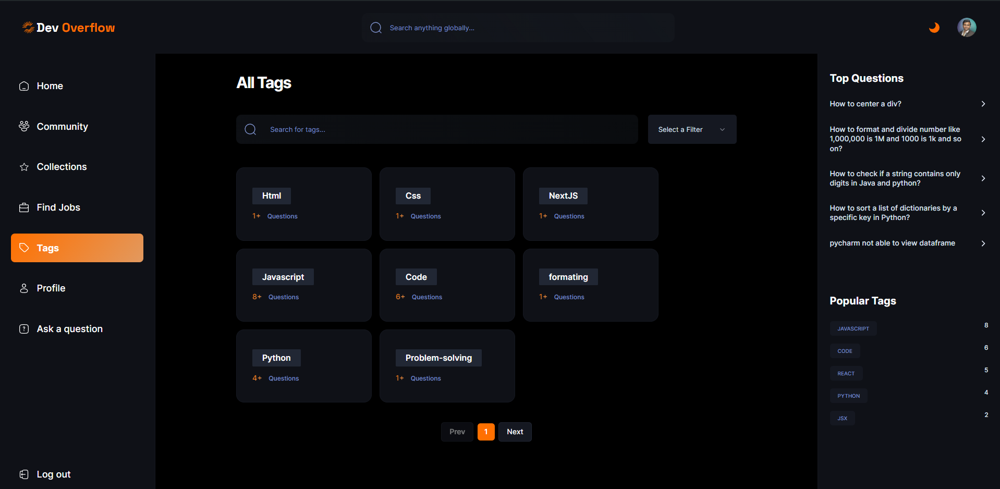 Dev Overflow
Search anything globally...
Home
Community
Collections
Find Jobs
Tags
Profile
Ask a question
Log out
All Tags
Search for tags...
Select a Filter
Html
1+ Questions
Css
1+ Questions
NextJS
1+ Questions
Javascript
8+ Questions
Code
6+ Questions
formating
1+ Questions
Python
4+ Questions
Problem-solving
1+ Questions
Prev 1 Next
Top Questions
How to center a div?
How to format and divide number like
1,000,000 is 1M and 1000 is 1k and so
on?
How to check if a string contains only
digits in Java and python?
How to sort a list of dictionaries by a
specific key in Python?
pycharm not able to view dataframe
Popular Tags
JAVASCRIPT 8
CODE 6
REACT 5
PYTHON 4
JSX 2